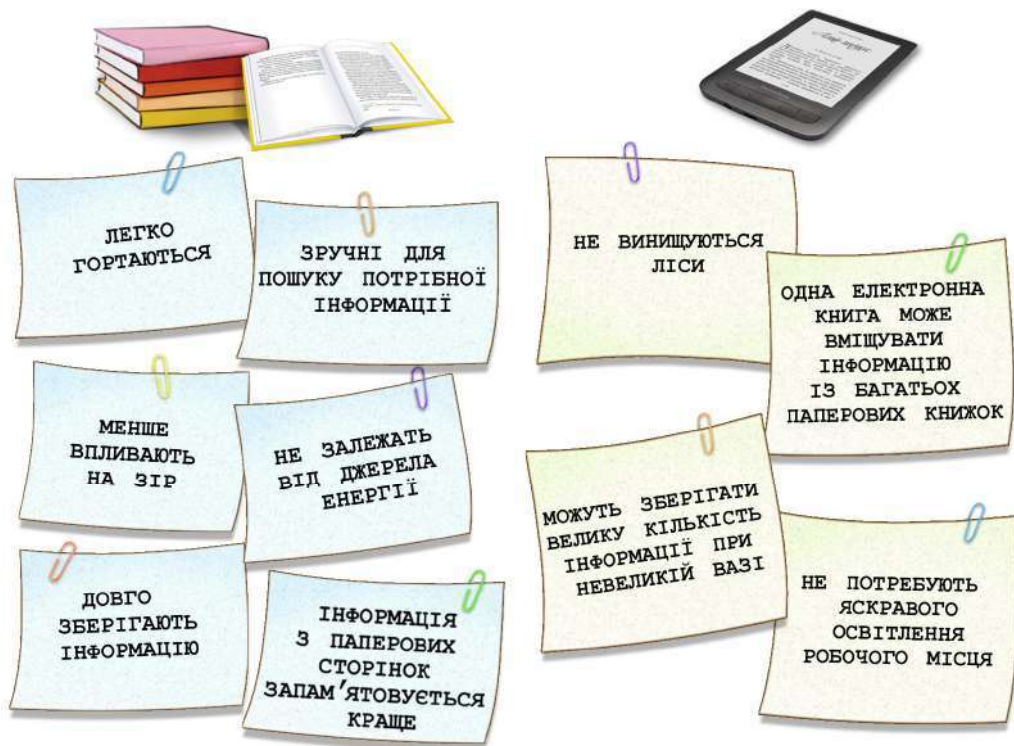 ЛЕГКО
ГОРТАЮТЬСЯ
ЗРУЧНІ ДЛЯ
ПОШУКУ ПОТРІБНОЇ
ІНФОРМАЦІЇ
МЕНШЕ
ВПЛИВАЮТЬ
НА ЗІР
НЕ ЗАЛЕЖАТЬ
ВІД ДЖЕРЕЛА
ЕНЕРГІЇ
ДОВГО
ЗБЕРІГАЮТЬ
ІНФОРМАЦІЮ
ІНФОРМАЦІЯ
З ПАПЕРОВИХ
СТОРІНОК
ЗАПАМ'ЯТОВУЄТЬСЯ
КРАЩЕ
НЕ ВИНИЩУЮТЬСЯ
ЛІСИ
ОДНА ЕЛЕКТРОННА
КНИГА МОЖЕ
ВМІЩУВАТИ
ІНФОРМАЦІЮ
ІЗ БАГАТЬОХ
ПАПЕРОВИХ КНИЖОК
МОЖУТЬ ЗБЕРІГАТИ
ВЕЛИКУ КІЛЬКІСТЬ
ІНФОРМАЦІЇ ПРИ
НЕВЕЛИКІЙ ВАЗІ
НЕ ПОТРЕБУЮТЬ
ЯСКРАВОГО
ОСВІТЛЕННЯ
РОБОЧОГО МІСЦЯ